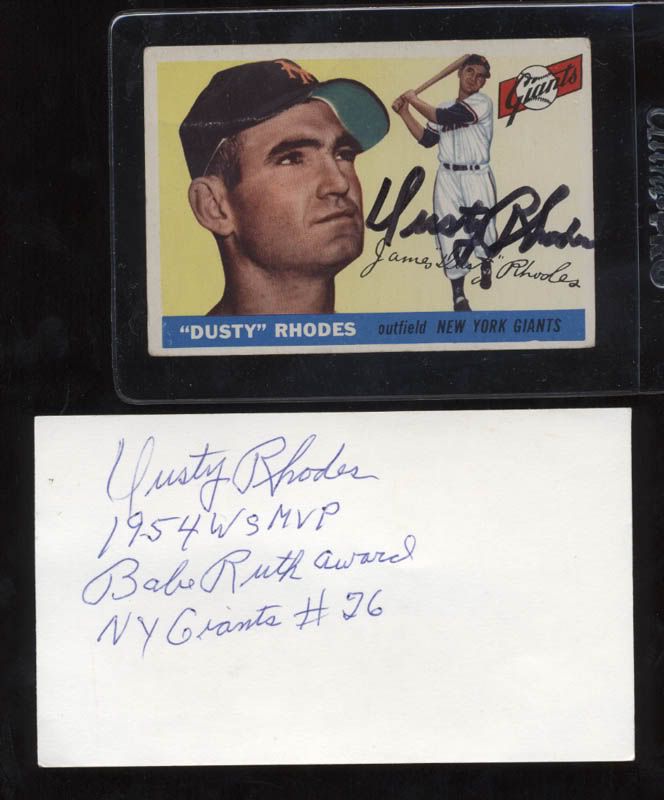 Giants
Dusty Rhodes
James "Dusty" Rhodes
"DUSTY" RHODES outfield NEW YORK GIANTS
Dusty Rhodes
1954 WS MVP
Babe Ruth award
NY Giants # 26